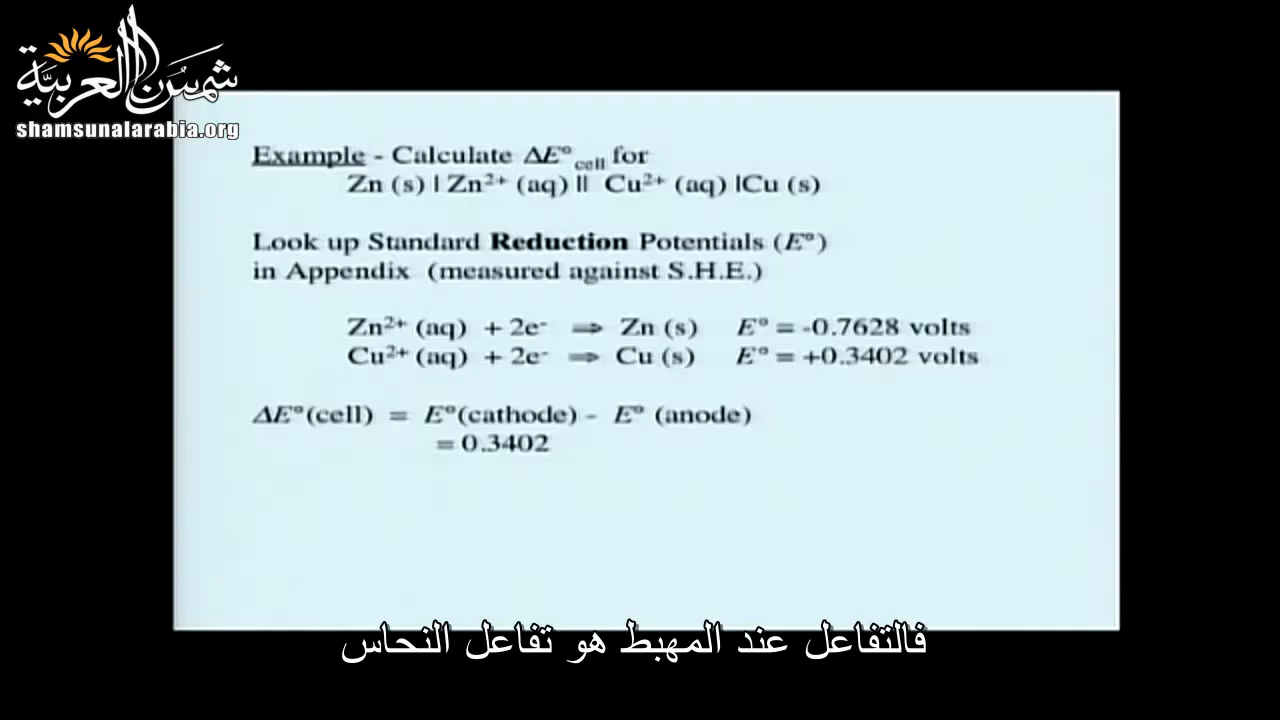 شمسٌ العربية
shamsunalarabia.org
Example - Calculate ΔE°cell for
Zn (s) | Zn²⁺ (aq) || Cu²⁺ (aq) |Cu (s)
Look up Standard Reduction Potentials (E°)
in Appendix (measured against S.H.E.)
Zn²⁺ (aq) + 2e⁻ ⇒ Zn (s) E° = -0.7628 volts
Cu²⁺ (aq) + 2e⁻ ⇒ Cu (s) E° = +0.3402 volts
ΔE°(cell) = E°(cathode) - E° (anode)
= 0.3402
فالتفاعل عند المهبط هو تفاعل النحاس